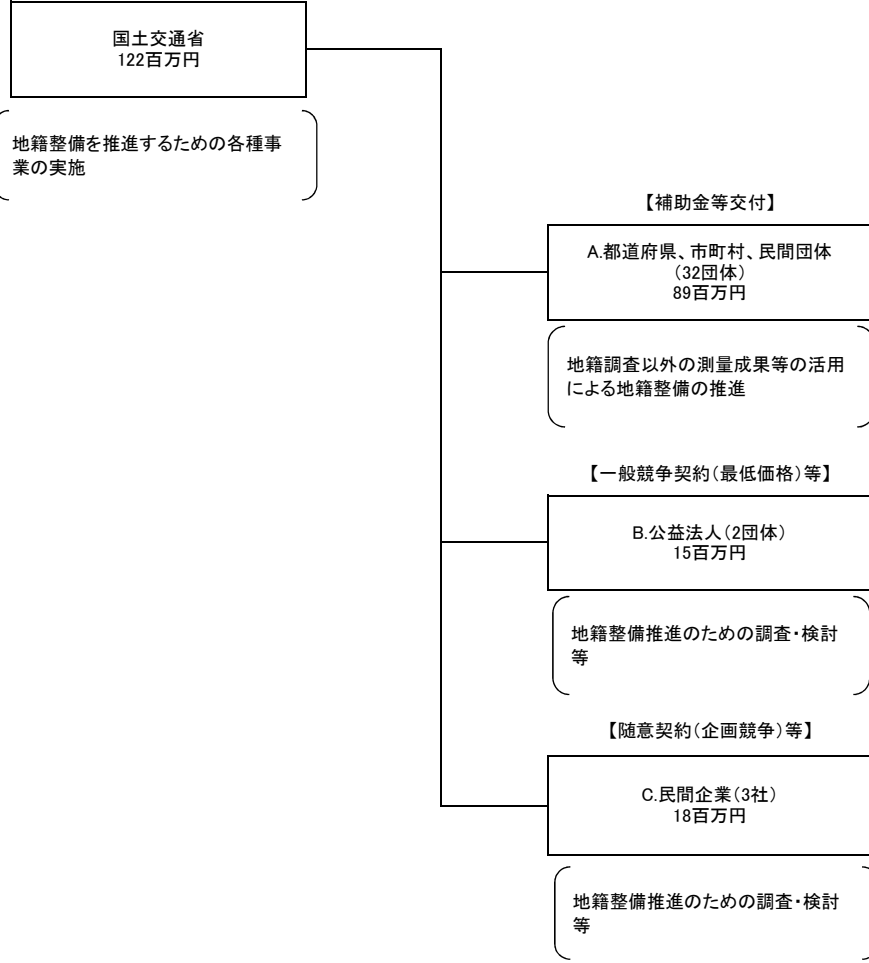 国土交通省
122百万円
地籍整備を推進するための各種事
業の実施
【補助金等交付】
A.都道府県、市町村、民間団体
（32団体）
89百万円
地籍調査以外の測量成果等の活用
による地籍整備の推進
【一般競争契約（最低価格）等】
B.公益法人（2団体）
15百万円
地籍整備推進のための調査・検討
等
【随意契約（企画競争）等】
C.民間企業（3社）
18百万円
地籍整備推進のための調査・検討
等